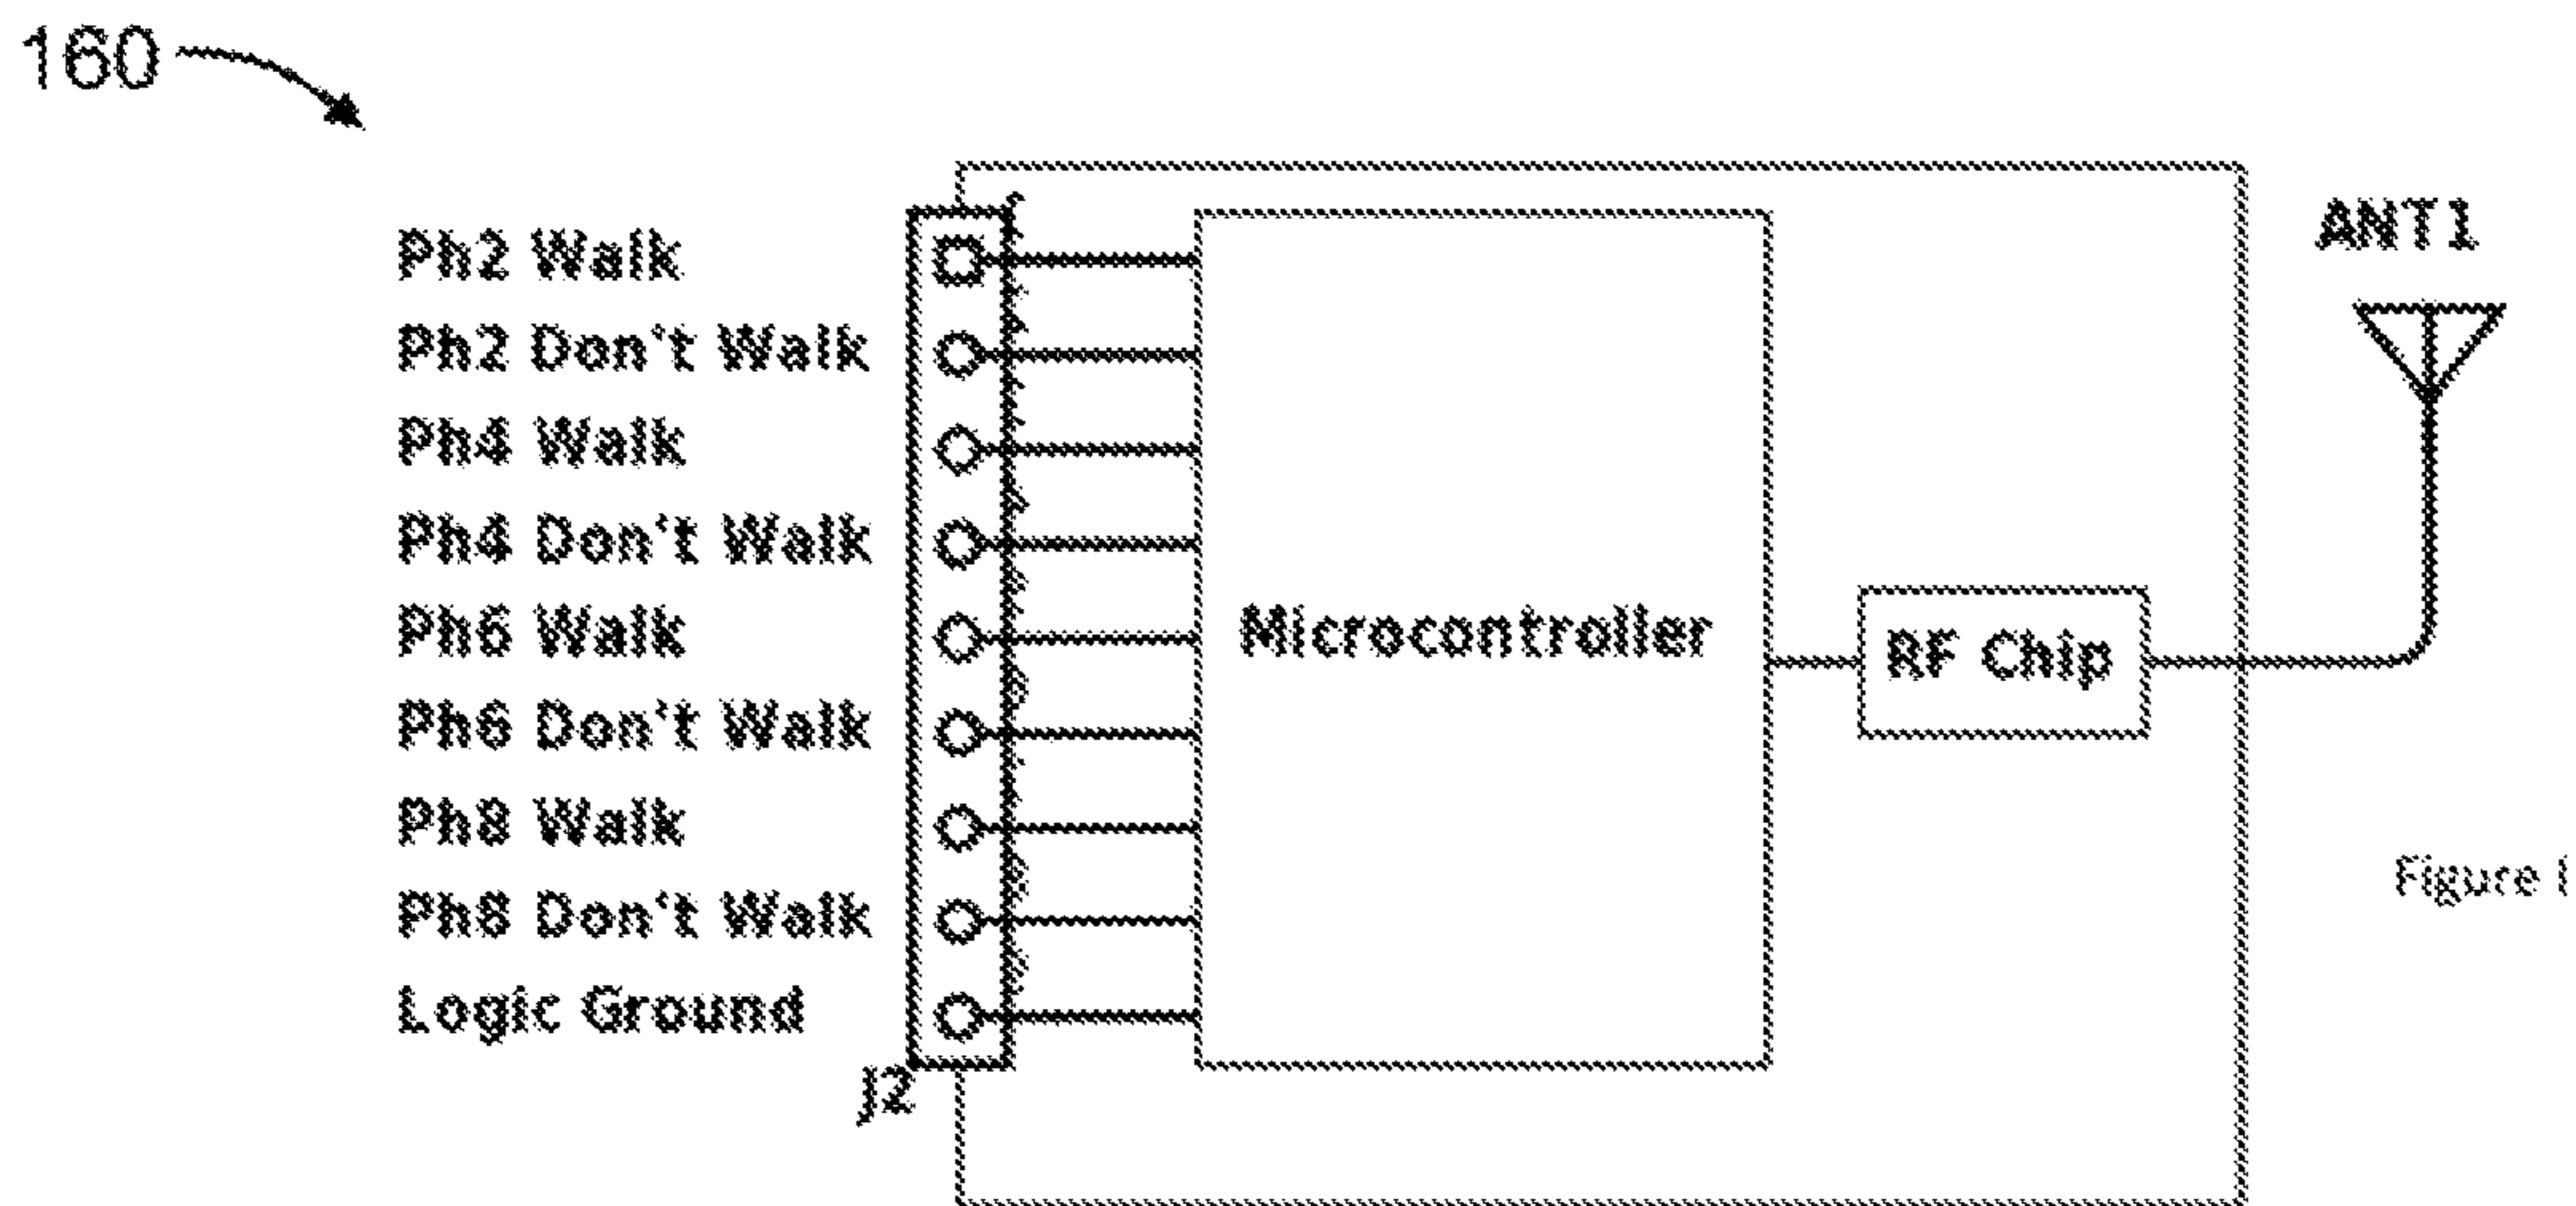 160
ANT1
Ph2 Walk
Ph2 Don't Walk
Ph4 Walk
Ph4 Don't Walk
Ph6 Walk
Ph6 Don't Walk
Ph8 Walk
Ph8 Don't Walk
Logic Ground
J2
Microcontroller
RF Chip
Figure